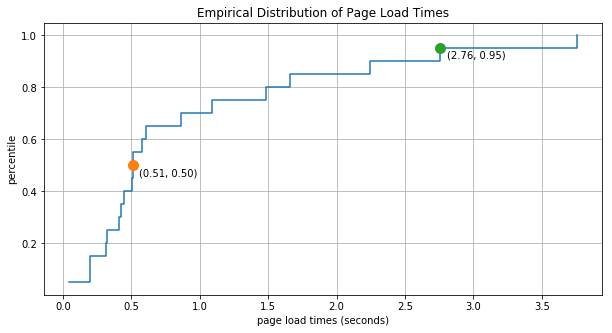 Empirical Distribution of Page Load Times
1.0
(2.76, 0.95)
0.8
0.6
percentile
(0.51, 0.50)
0.4
0.2
0.0 0.5 1.0 1.5 2.0 2.5 3.0 3.5
page load times (seconds)